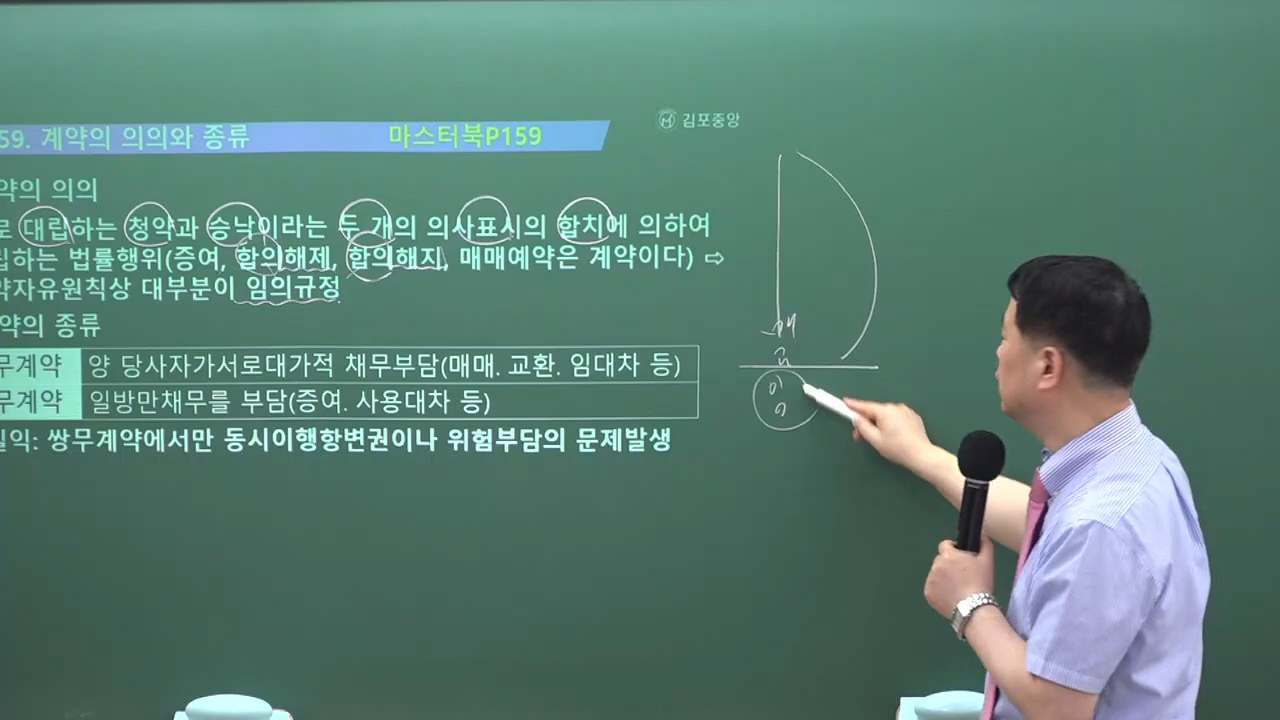 59. 계약의 의의와 종류 마스터북P159
김포중앙
약의 의의
로 대립하는 청약과 승낙이라는 두 개의 의사표시의 합치에 의하여
립하는 법률행위(증여, 합의해제, 합의해지, 매매예약은 계약이다) ⇨
약자유원칙상 대부분이 임의규정
약의 종류
무계약 양 당사자가서로대가적 채무부담(매매. 교환. 임대차 등)
무계약 일방만채무를 부담(증여. 사용대차 등)
실익: 쌍무계약에서만 동시이행항변권이나 위험부담의 문제발생